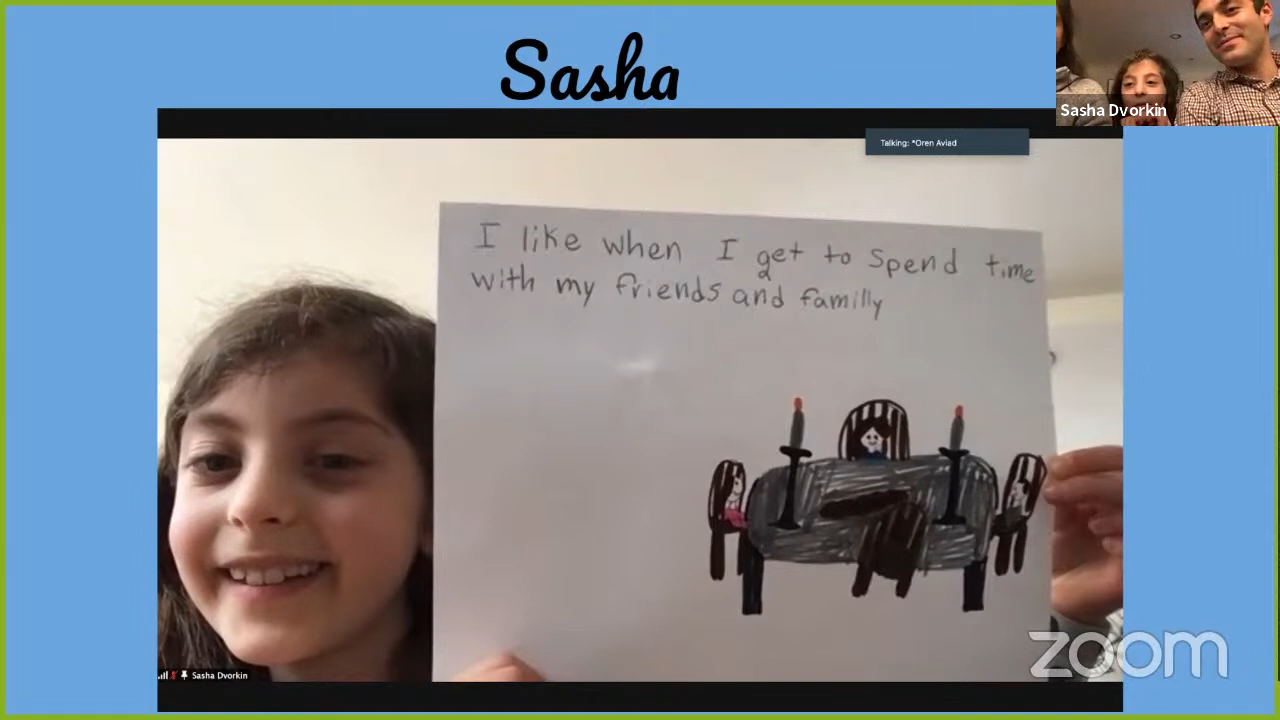 Sasha
Sasha Dvorkin
Talking: *Oren Aviad
I like when I get to spend time
with my friends and familly
Sasha Dvorkin
zoom